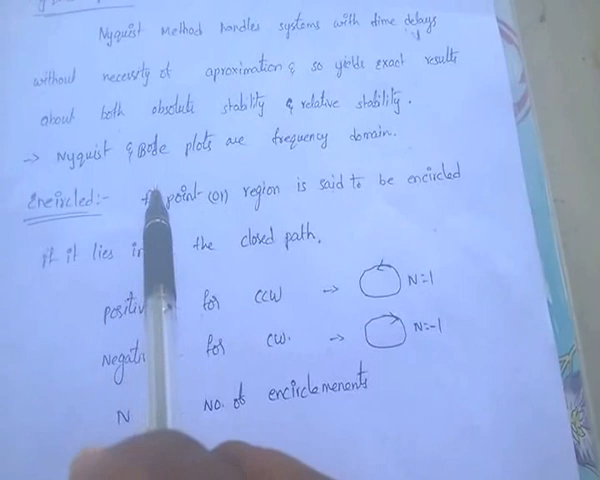 Nyquist Method handles systems with time delays
without necessity of aproximation & so yields exact results
about both absolute stability & relative stability.
→ Nyquist & Bode plots are frequency domain.
Encircled:- point (or) region is said to be encircled
if it lies the closed path.
for CCW → N=1
for CW. → N=-1
N No. of encirclemenents